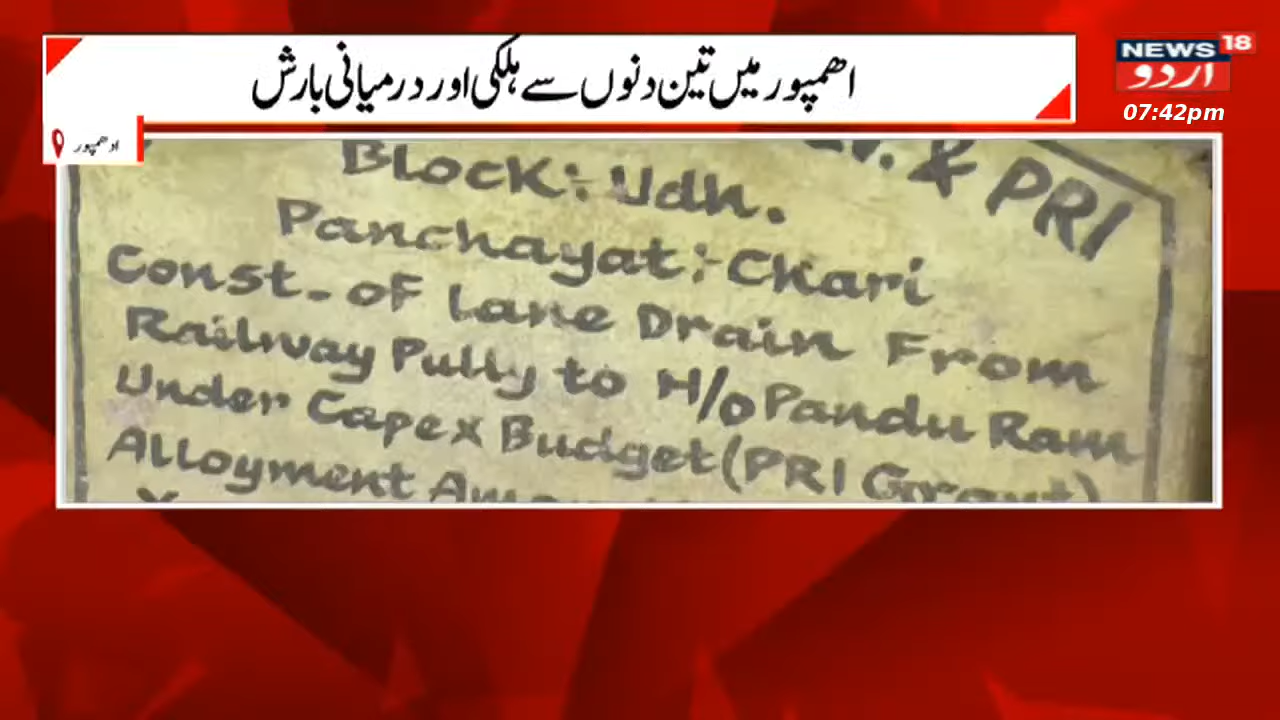 اھمپور میں تین دنوں سے ہلکی اور درمیانی بارش
NEWS 18
اردو
07:42pm
ادھمپور
& PRI
Block:- Udh.
Panchayat:- Chari
Const. of Lane Drain From
Railway Pully to H/o Pandu Ram
Under Capex Budget (PRI Grant)
Alloyment